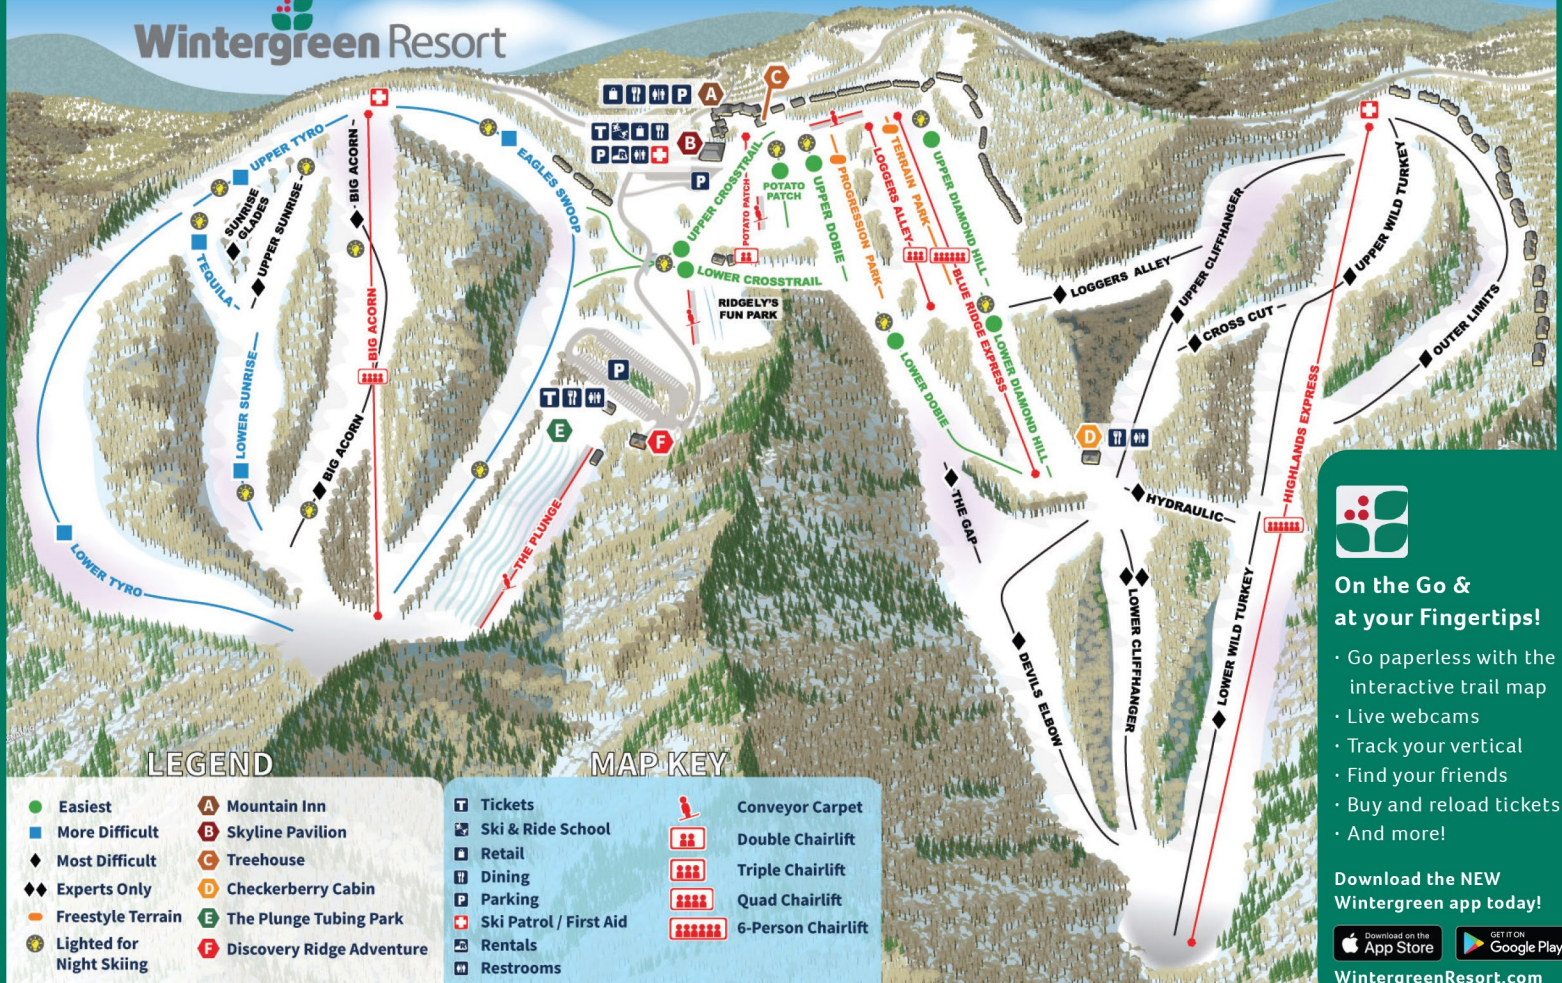 Wintergreen Resort
P
A
C
T
B
P
P
UPPER TYRO
BIG ACORN
EAGLES SWOOP
SUNRISE
GLADES
UPPER SUNRISE
TEQUILA
BIG ACORN
LOWER SUNRISE
BIG ACORN
LOWER TYRO
UPPER CROSSTRAIL
POTATO PATCH
POTATO
PATCH
LOWER CROSSTRAIL
RIDGELY'S
FUN PARK
UPPER DOBIE
PROGRESSION PARK
LOGGERS ALLEY
TERRAIN PARK
UPPER DIAMOND HILL
BLUE RIDGE EXPRESS
LOWER DIAMOND HILL
LOWER DOBIE
P
T
E
F
THE PLUNGE
LOGGERS ALLEY
UPPER CLIFFHANGER
CROSS CUT
UPPER WILD TURKEY
OUTER LIMITS
HIGHLANDS EXPRESS
D
HYDRAULIC
THE GAP
DEVILS ELBOW
LOWER CLIFFHANGER
LOWER WILD TURKEY
LEGEND
Easiest
More Difficult
Most Difficult
Experts Only
Freestyle Terrain
Lighted for
Night Skiing
A Mountain Inn
B Skyline Pavilion
C Treehouse
D Checkerberry Cabin
E The Plunge Tubing Park
F Discovery Ridge Adventure
MAP KEY
T Tickets
Ski & Ride School
Retail
Dining
P Parking
Ski Patrol / First Aid
Rentals
Restrooms
Conveyor Carpet
Double Chairlift
Triple Chairlift
Quad Chairlift
6-Person Chairlift
On the Go &
at your Fingertips!
· Go paperless with the
interactive trail map
· Live webcams
· Track your vertical
· Find your friends
· Buy and reload tickets
· And more!
Download the NEW
Wintergreen app today!
Download on the
App Store
GET IT ON
Google Play
WintergreenResort.com